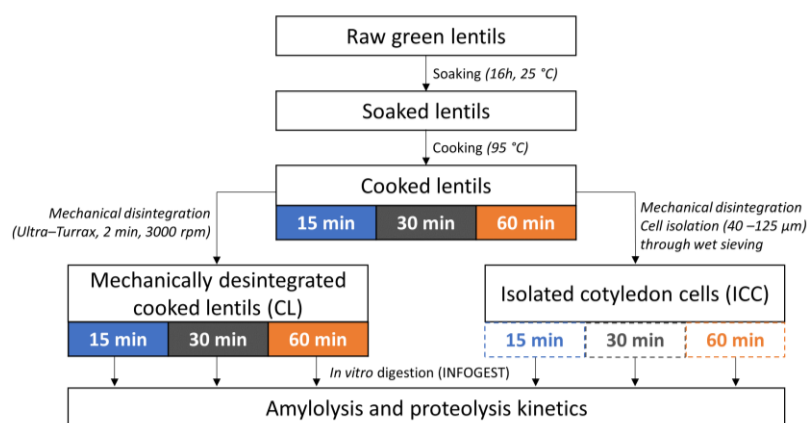 Raw green lentils
Soaking (16h, 25 °C)
Soaked lentils
Cooking (95 °C)
Cooked lentils
15 min 30 min 60 min
Mechanical disintegration
(Ultra–Turrax, 2 min, 3000 rpm)
Mechanical disintegration
Cell isolation (40 –125 µm)
through wet sieving
Mechanically desintegrated
cooked lentils (CL)
15 min 30 min 60 min
Isolated cotyledon cells (ICC)
15 min 30 min 60 min
In vitro digestion (INFOGEST)
Amylolysis and proteolysis kinetics